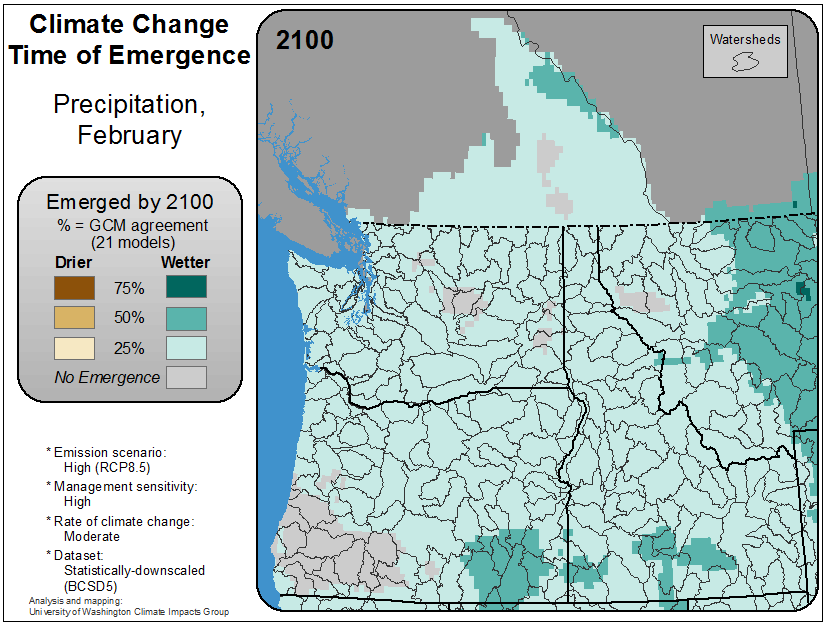 Climate Change
Time of Emergence
Precipitation,
February
2100
Watersheds
Emerged by 2100
% = GCM agreement
(21 models)
Drier Wetter
75%
50%
25%
No Emergence
* Emission scenario:
High (RCP8.5)
* Management sensitivity:
High
* Rate of climate change:
Moderate
* Dataset:
Statistically-downscaled
(BCSD5)
Analysis and mapping:
University of Washington Climate Impacts Group